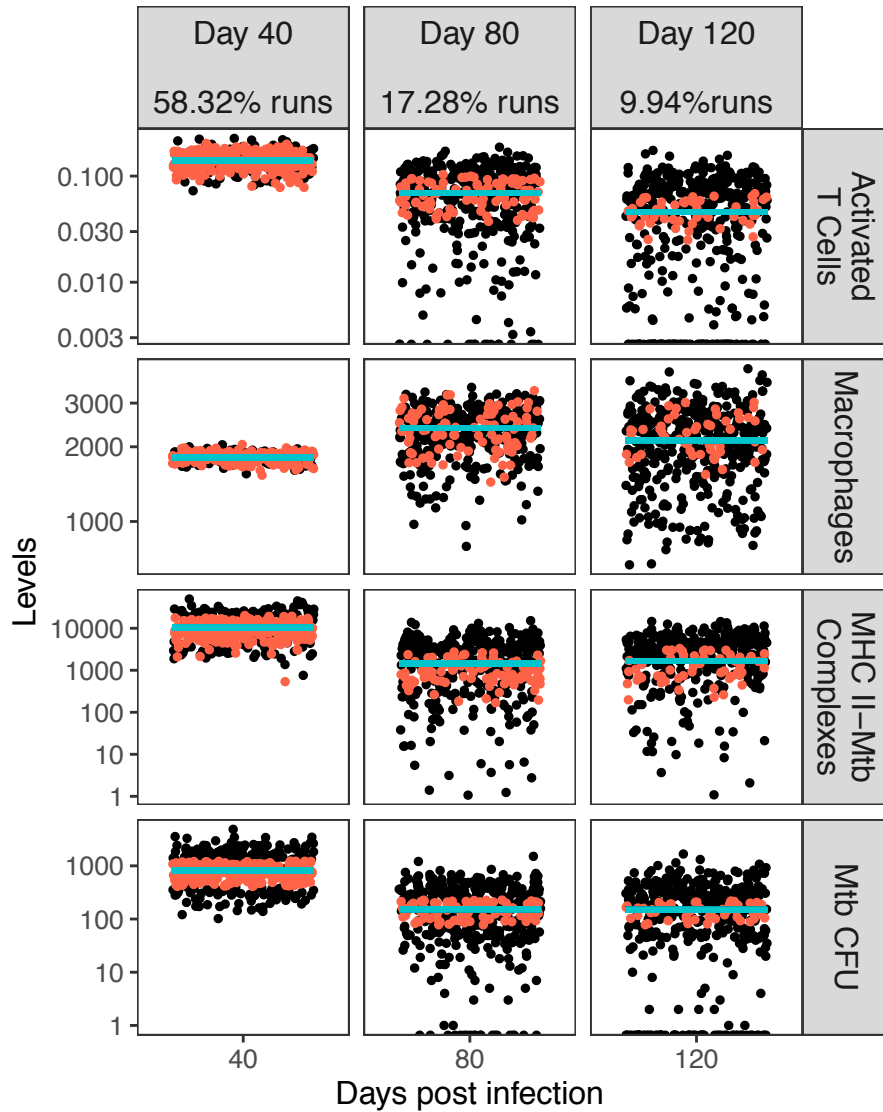 Day 40
58.32% runs
Day 80
17.28% runs
Day 120
9.94%runs
Levels
0.100
0.030
0.010
0.003
Activated
T Cells
3000
2000
1000
Macrophages
10000
1000
100
10
1
MHC II−Mtb
Complexes
1000
100
10
1
Mtb CFU
40
80
120
Days post infection